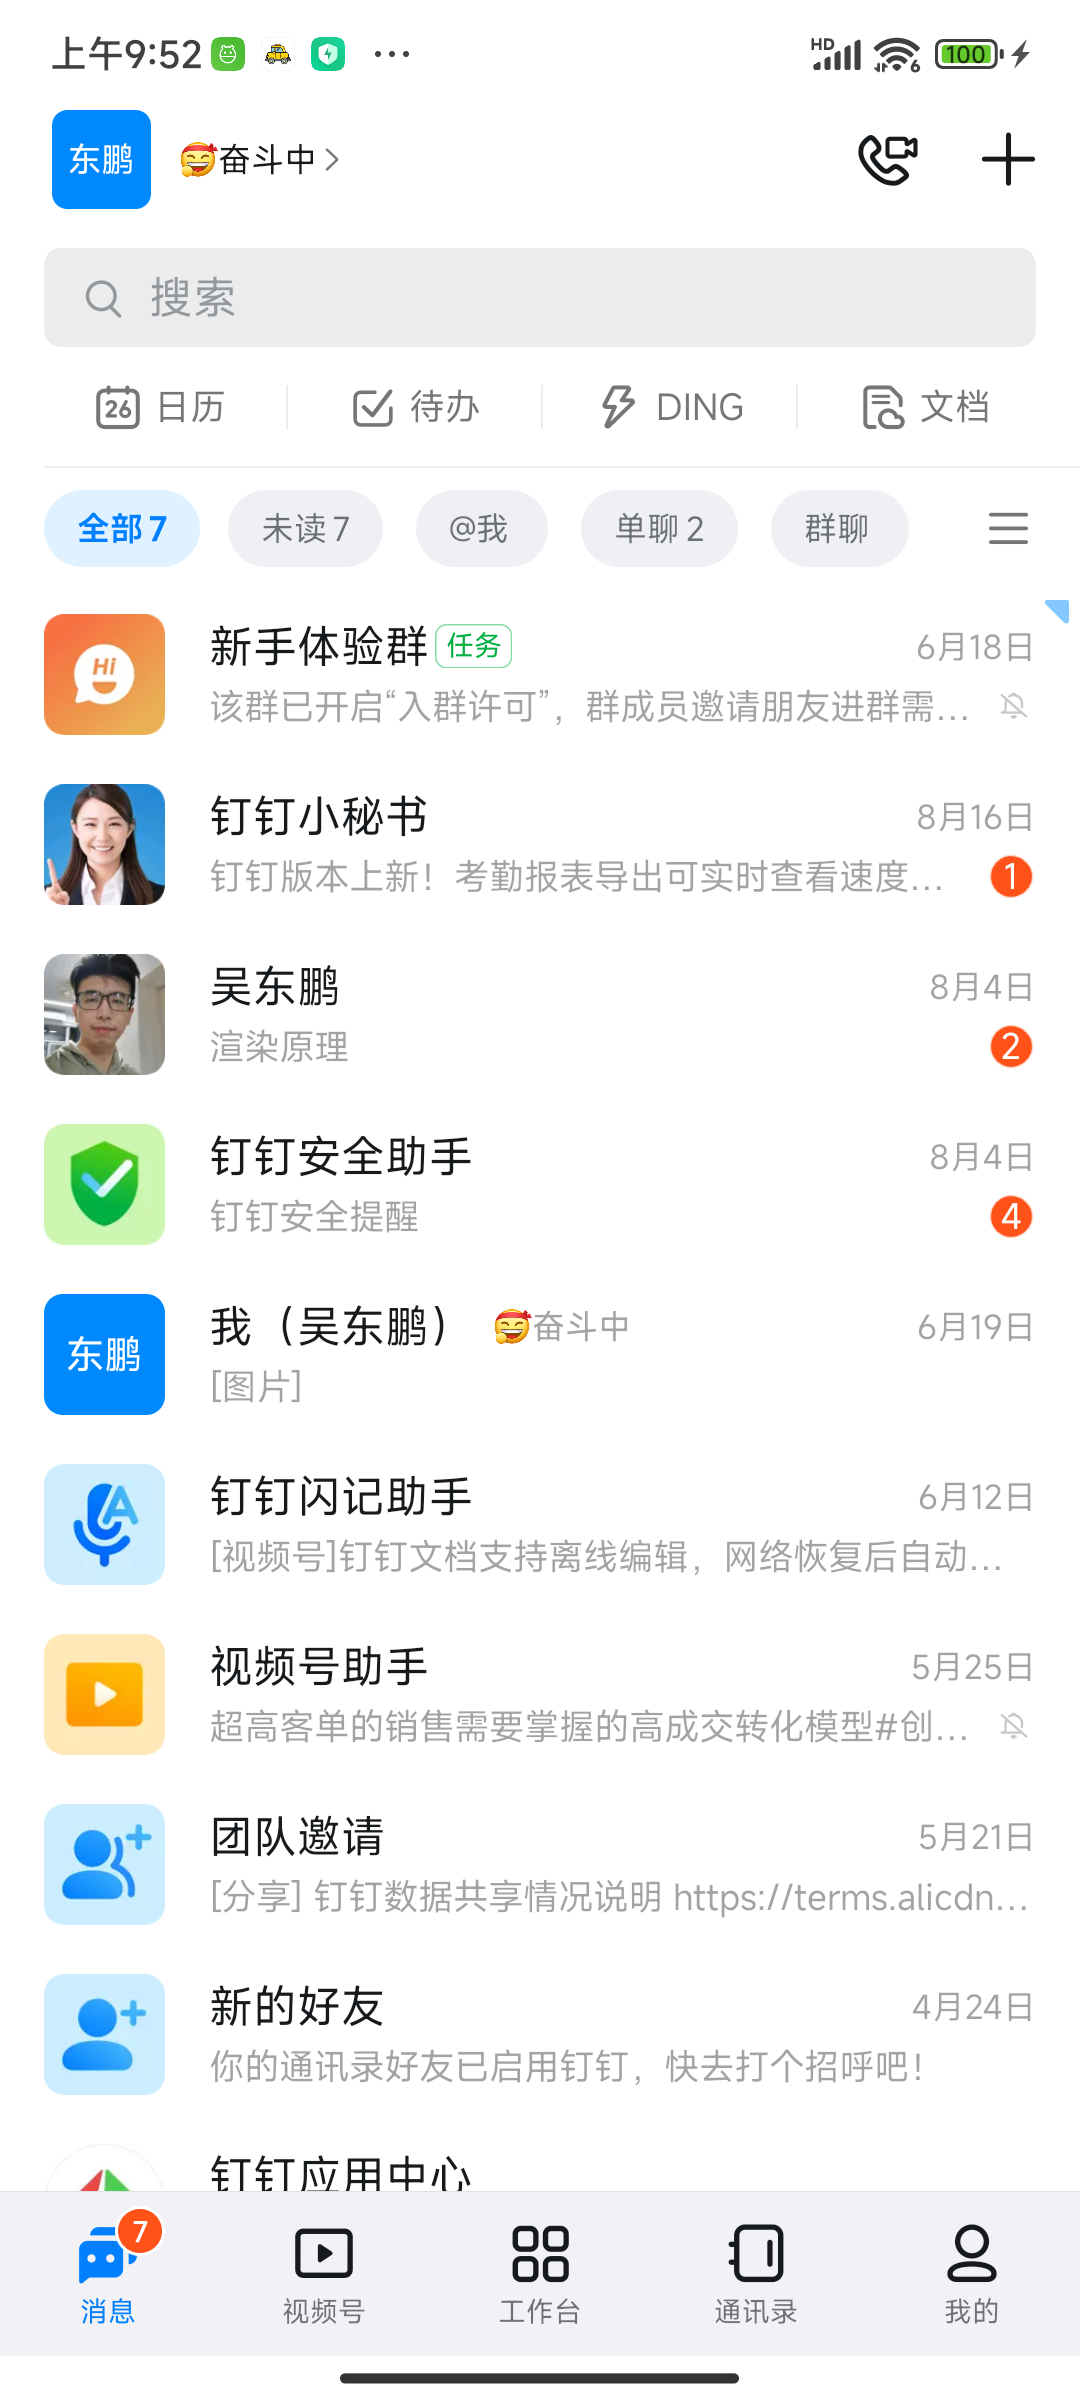 上午9:52
HD
6
100
东鹏
奋斗中
搜索
26 日历
待办
DING
文档
全部 7
未读 7
@我
单聊 2
群聊
Hi
新手体验群 任务
6月18日
该群已开启“入群许可”，群成员邀请朋友进群需...
钉钉小秘书
8月16日
钉钉版本上新！考勤报表导出可实时查看速度...
1
吴东鹏
8月4日
渲染原理
2
钉钉安全助手
8月4日
钉钉安全提醒
4
东鹏
我（吴东鹏） 奋斗中
6月19日
[图片]
A
钉钉闪记助手
6月12日
[视频号]钉钉文档支持离线编辑，网络恢复后自动...
视频号助手
5月25日
超高客单的销售需要掌握的高成交转化模型#创...
团队邀请
5月21日
[分享] 钉钉数据共享情况说明 https://terms.alicdn...
新的好友
4月24日
你的通讯录好友已启用钉钉，快去打个招呼吧！
钉钉应用中心
7
消息
视频号
工作台
通讯录
我的